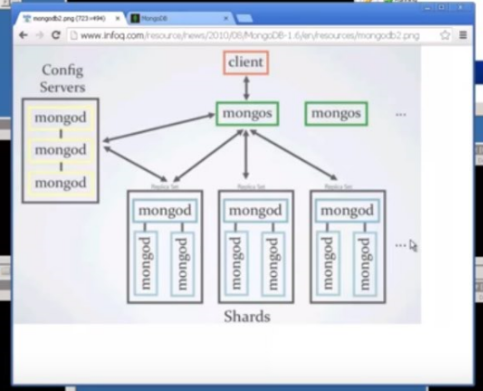 mongodb2.png (723×494)
MongoDB
www.infoq.com/resource/news/2010/08/MongoDB-1.6/en/resources/mongodb2.png
client
Config
Servers
mongos
mongos
...
mongod
mongod
mongod
Replica Set
Replica Set
Replica Set
mongod
mongod
mongod
mongod
mongod
mongod
mongod
mongod
mongod
...
Shards